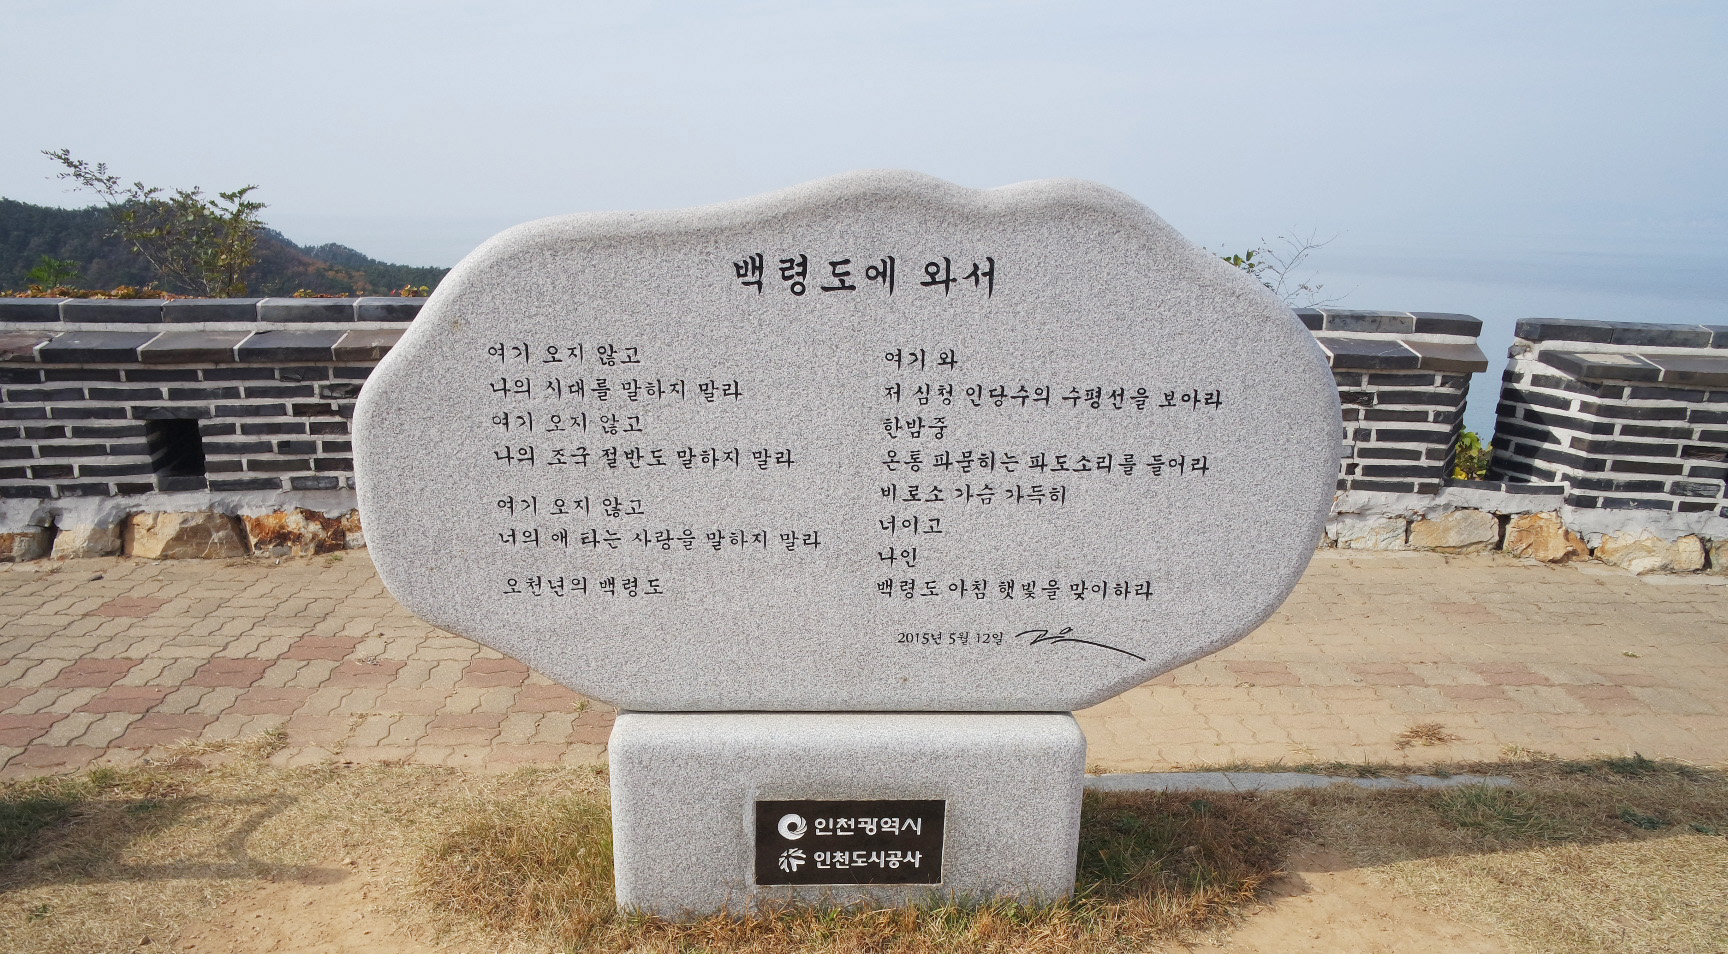 백령도에 와서
여기 오지 않고
나의 시대를 말하지 말라
여기 오지 않고
나의 조국 절반도 말하지 말라
여기 오지 않고
너의 애 타는 사랑을 말하지 말라
오천년의 백령도
여기 와
저 심청 인당수의 수평선을 보아라
한밤중
온통 파묻히는 파도소리를 들어라
비로소 가슴 가득히
너이고
나인
백령도 아침 햇빛을 맞이하라
2015년 5월 12일
인천광역시
인천도시공사